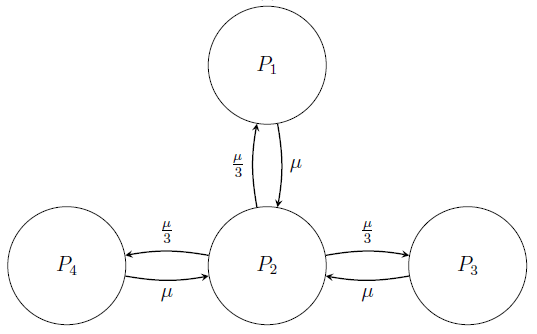 P₁
μ/3 μ
μ/3 μ/3
P₄ P₂ P₃
μ μ